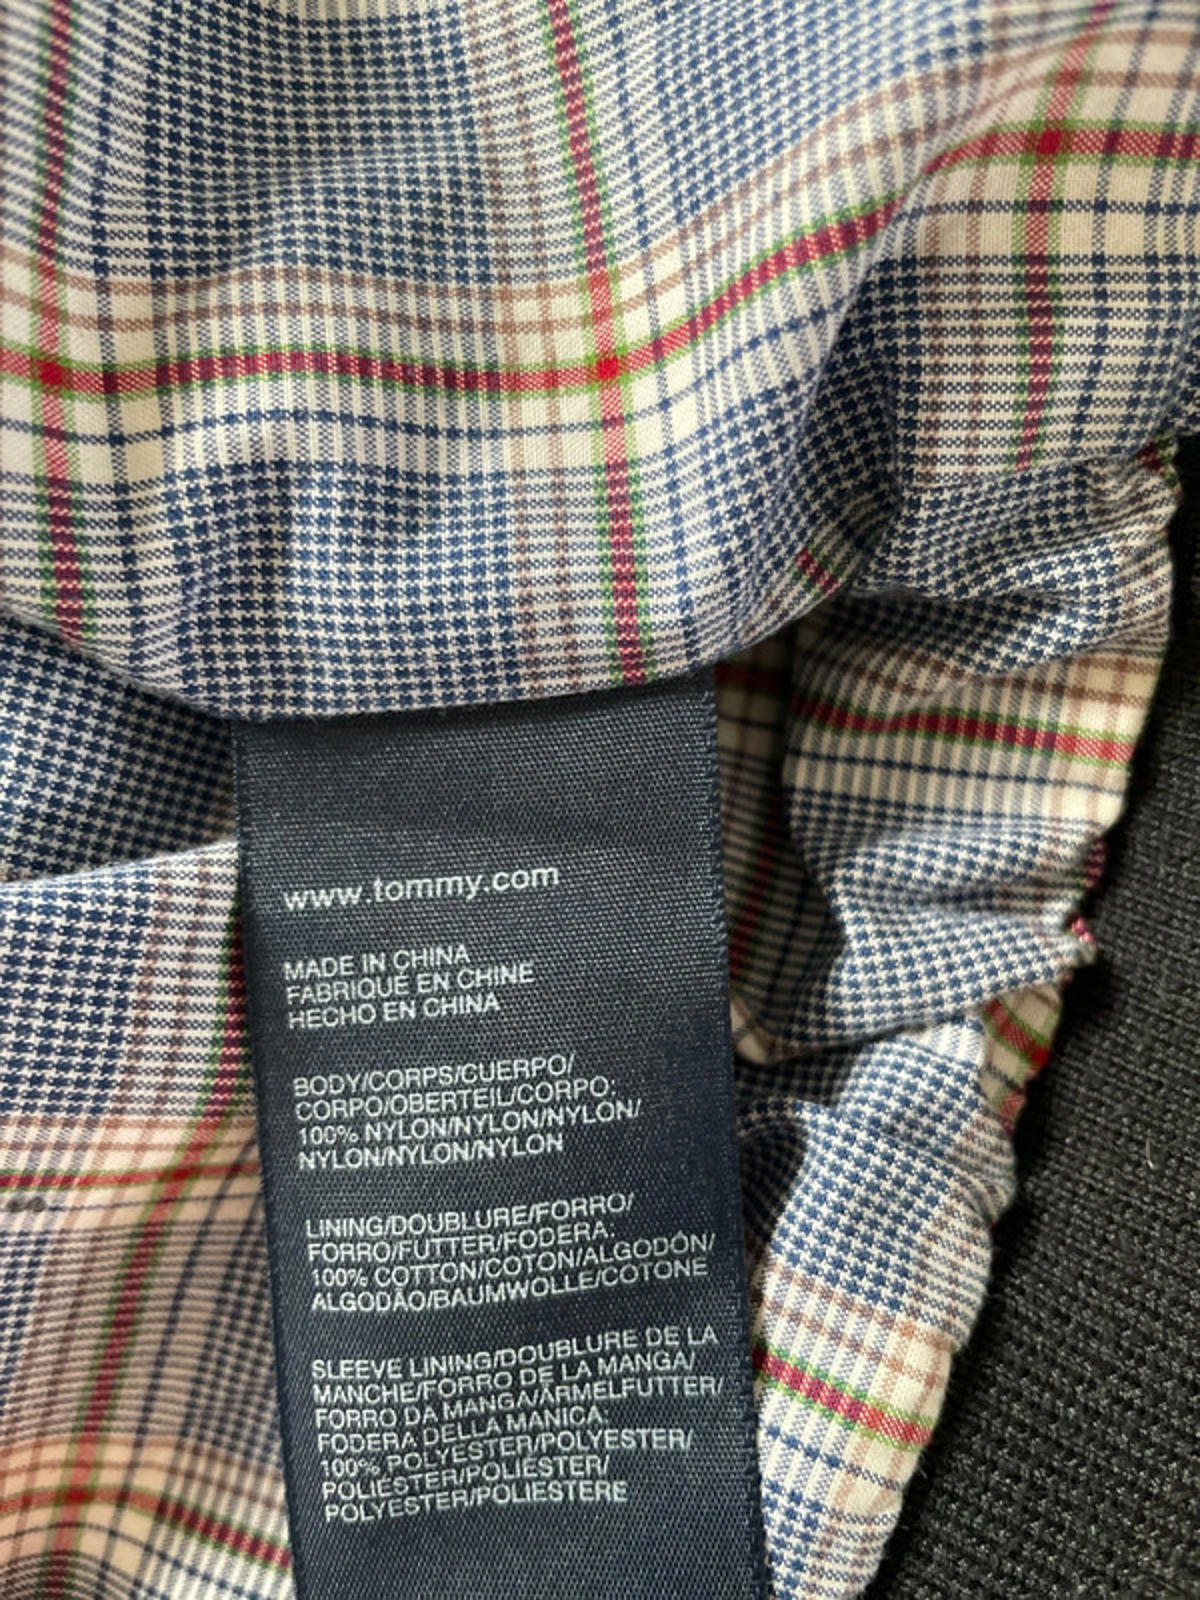 www.tommy.com
MADE IN CHINA
FABRIQUÉ EN CHINE
HECHO EN CHINA
BODY/CORPS/CUERPO/
CORPO/OBERTEIL/CORPO:
100% NYLON/NYLON/NYLON/
NYLON/NYLON/NYLON
LINING/DOUBLURE/FORRO/
FORRO/FUTTER/FODERA:
100% COTTON/COTON/ALGODÓN/
ALGODÃO/BAUMWOLLE/COTONE
SLEEVE LINING/DOUBLURE DE LA
MANCHE/FORRO DE LA MANGA/
FORRO DA MANGA/ÄRMELFUTTER/
FODERA DELLA MANICA:
100% POLYESTER/POLYESTER/
POLIÉSTER/POLIÉSTER/
POLYESTER/POLIESTERE